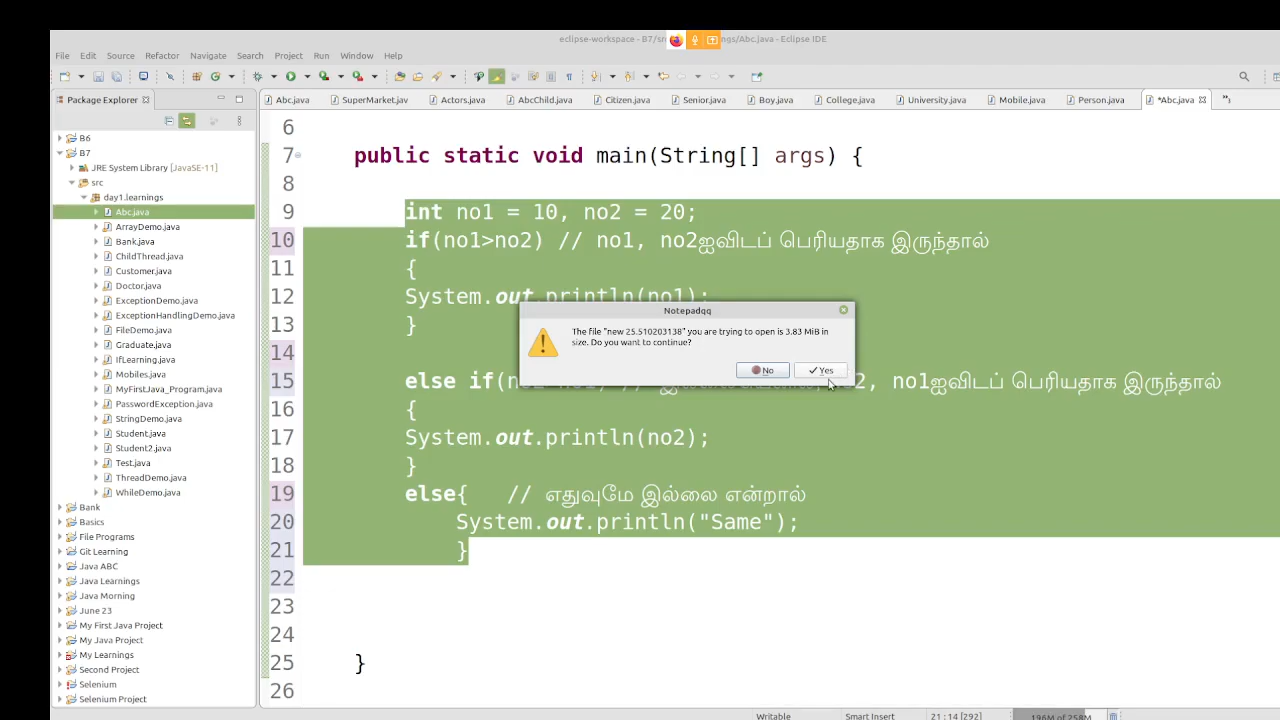 eclipse-workspace - B7/src ngs/Abc.java - Eclipse IDE
File Edit Source Refactor Navigate Search Project Run Window Help
Package Explorer
Abc.java SuperMarket.jav Actors.java AbcChild.java Citizen.java Senior.java Boy.java College.java University.java Mobile.java Person.java *Abc.java
B6
B7
JRE System Library [JavaSE-11]
src
day1.learnings
Abc.java
ArrayDemo.java
Bank.java
ChildThread.java
Customer.java
Doctor.java
ExceptionDemo.java
ExceptionHandlingDemo.java
FileDemo.java
Graduate.java
IfLearning.java
Mobiles.java
MyFirstJava_Program.java
PasswordException.java
StringDemo.java
Student.java
Student2.java
Test.java
ThreadDemo.java
WhileDemo.java
Bank
Basics
File Programs
Git Learning
Java ABC
Java Learnings
Java Morning
June 23
My First Java Project
My Java Project
My Learnings
Second Project
Selenium
Selenium Project
6
7 public static void main(String[] args) {
8
9 int no1 = 10, no2 = 20;
10 if(no1>no2) // no1, no2ஐவிடப் பெரியதாக இருந்தால்
11 {
12 System.out.println(no1);
13 }
14
15 else if( no1ஐவிடப் பெரியதாக இருந்தால்
16 {
17 System.out.println(no2);
18 }
19 else{ // எதுவுமே இல்லை என்றால்
20 System.out.println("Same");
21 }
22
23
24
25 }
26
Notepadqq
The file "new 25.510203138" you are trying to open is 3.83 MiB in
size. Do you want to continue?
No Yes
Writable Smart Insert 21 : 14 [292] 196M of 258M